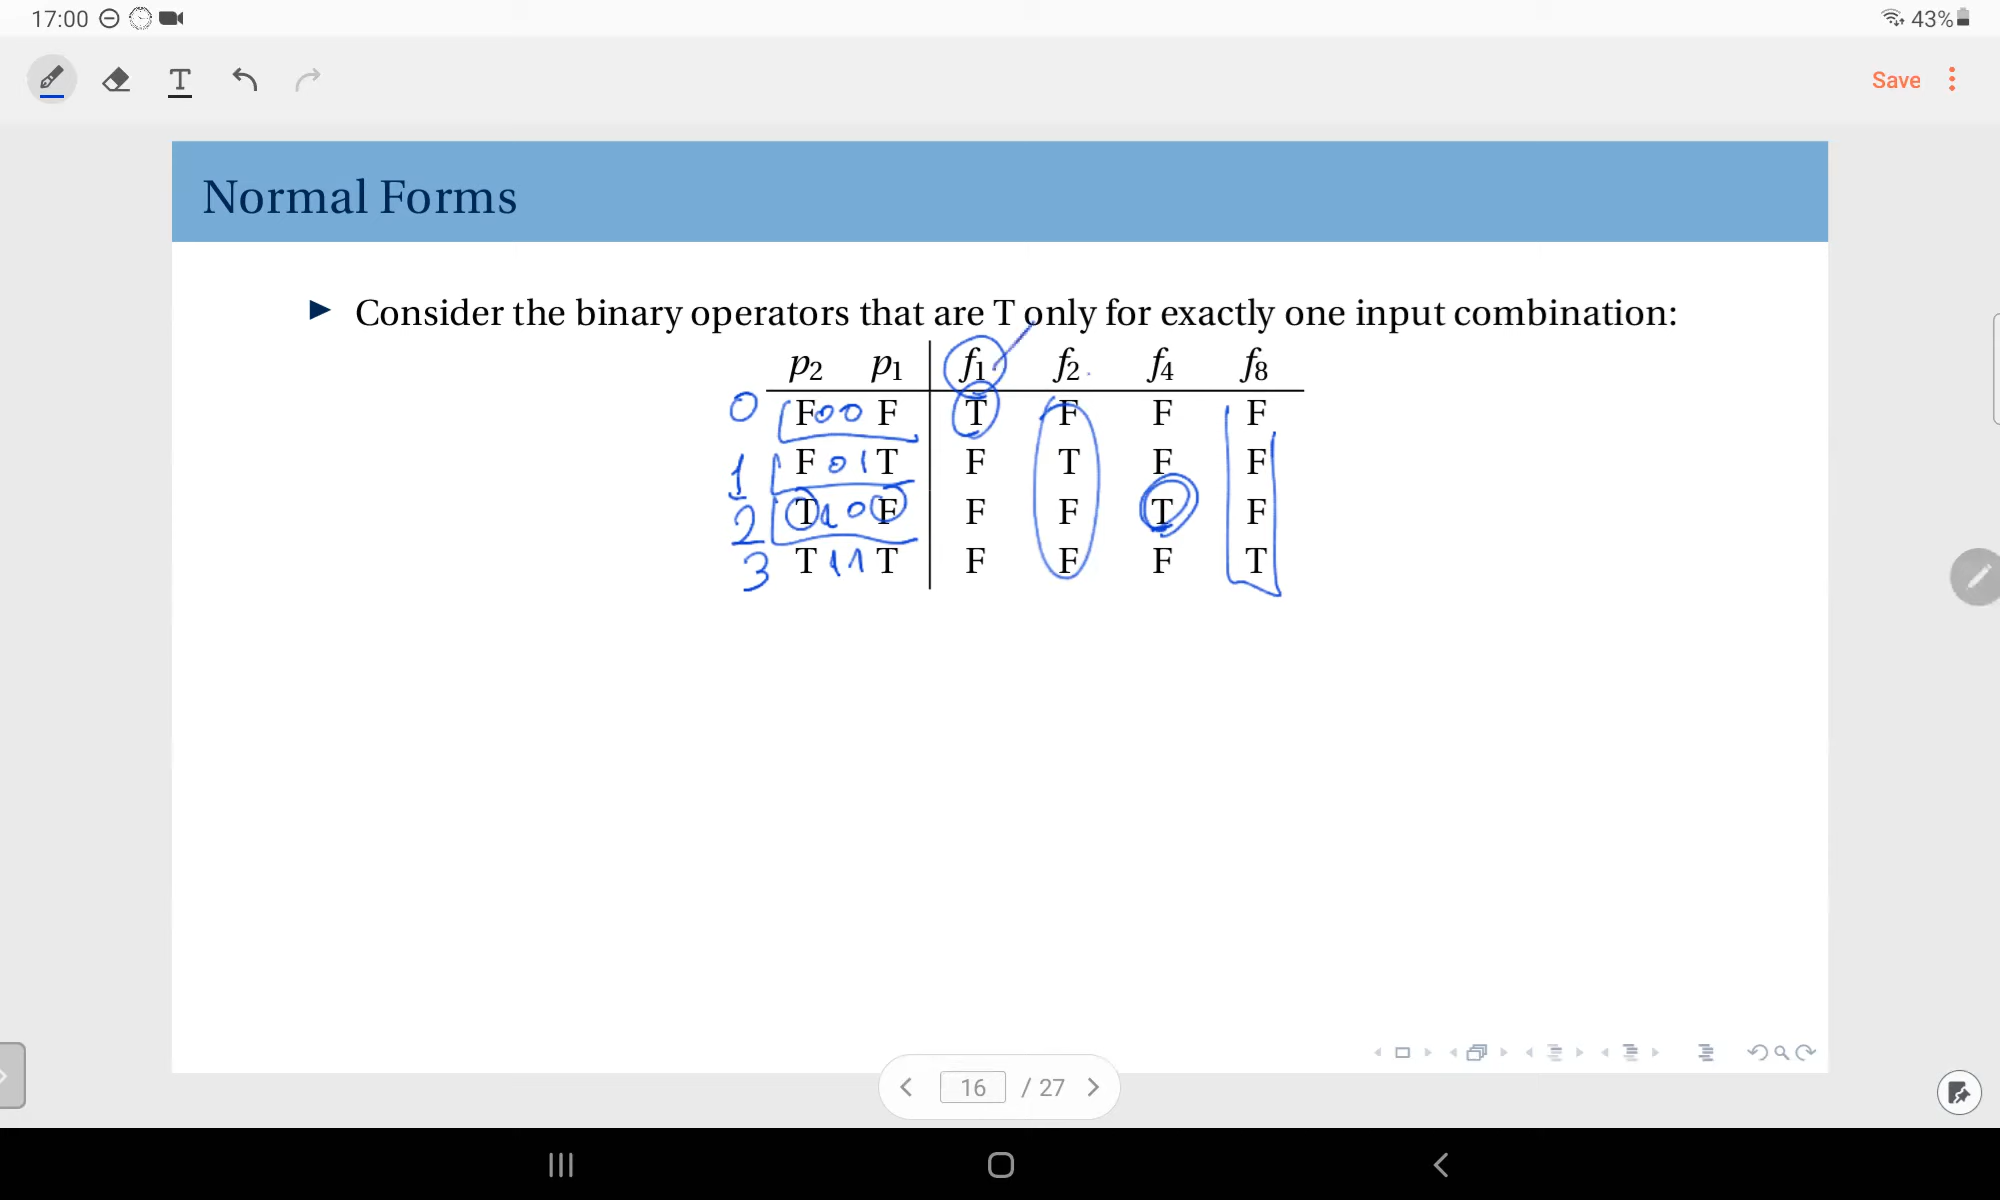 17:00 43%
Save
Normal Forms
Consider the binary operators that are T only for exactly one input combination:
p2 p1 f1 f2 f4 f8
0 F 0 0 F T F F F
1 F 0 1 T F T F F
2 T 1 0 F F F T F
3 T 1 1 T F F F T
16 / 27